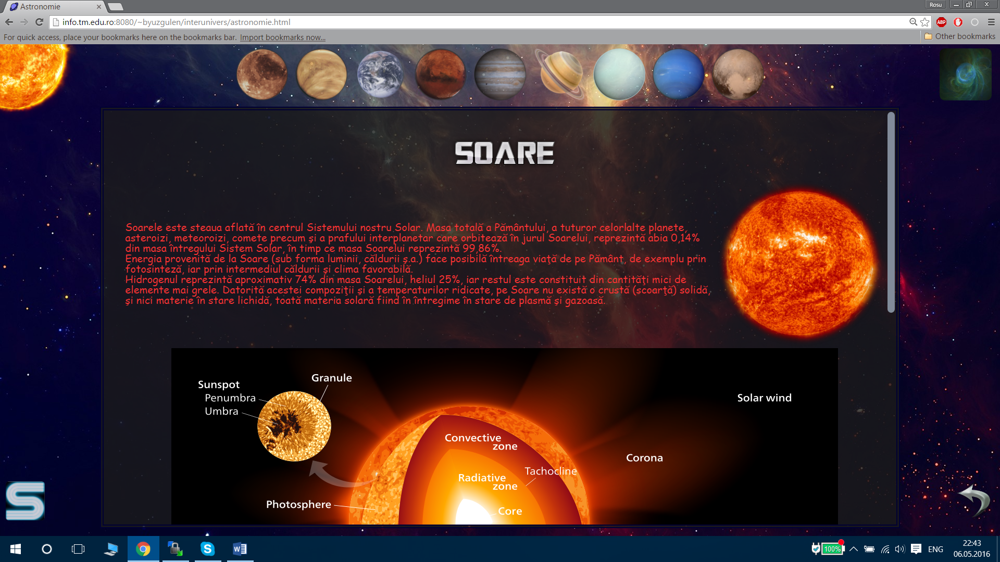 Astronomie
Rosu
info.tm.edu.ro:8080/~byuzgulen/interunivers/astronomie.html
ABP
For quick access, place your bookmarks here on the bookmarks bar. Import bookmarks now...
Other bookmarks
SOARE
Soarele este steaua aflată în centrul Sistemului nostru Solar. Masa totală a Pământului, a tuturor celorlalte planete,
asteroizi, meteoroizi, comete precum şi a prafului interplanetar care orbitează în jurul Soarelui, reprezintă abia 0,14%
din masa întregului Sistem Solar, în timp ce masa Soarelui reprezintă 99,86%.
Energia provenită de la Soare (sub forma luminii, căldurii ş.a.) face posibilă întreaga viaţă de pe Pământ, de exemplu prin
fotosinteză, iar prin intermediul căldurii şi clima favorabilă.
Hidrogenul reprezintă aproximativ 74% din masa Soarelui, heliul 25%, iar restul este constituit din cantităţi mici de
elemente mai grele. Datorită acestei compoziţii şi a temperaturilor ridicate, pe Soare nu există o crustă (scoarţă) solidă,
şi nici materie în stare lichidă, toată materia solară fiind în întregime în stare de plasmă şi gazoasă.
Granule
Sunspot
Penumbra
Umbra
Solar wind
Convective
zone
Corona
Tachocline
Radiative
zone
Photosphere
Core
S
100%
ENG
22:43
06.05.2016